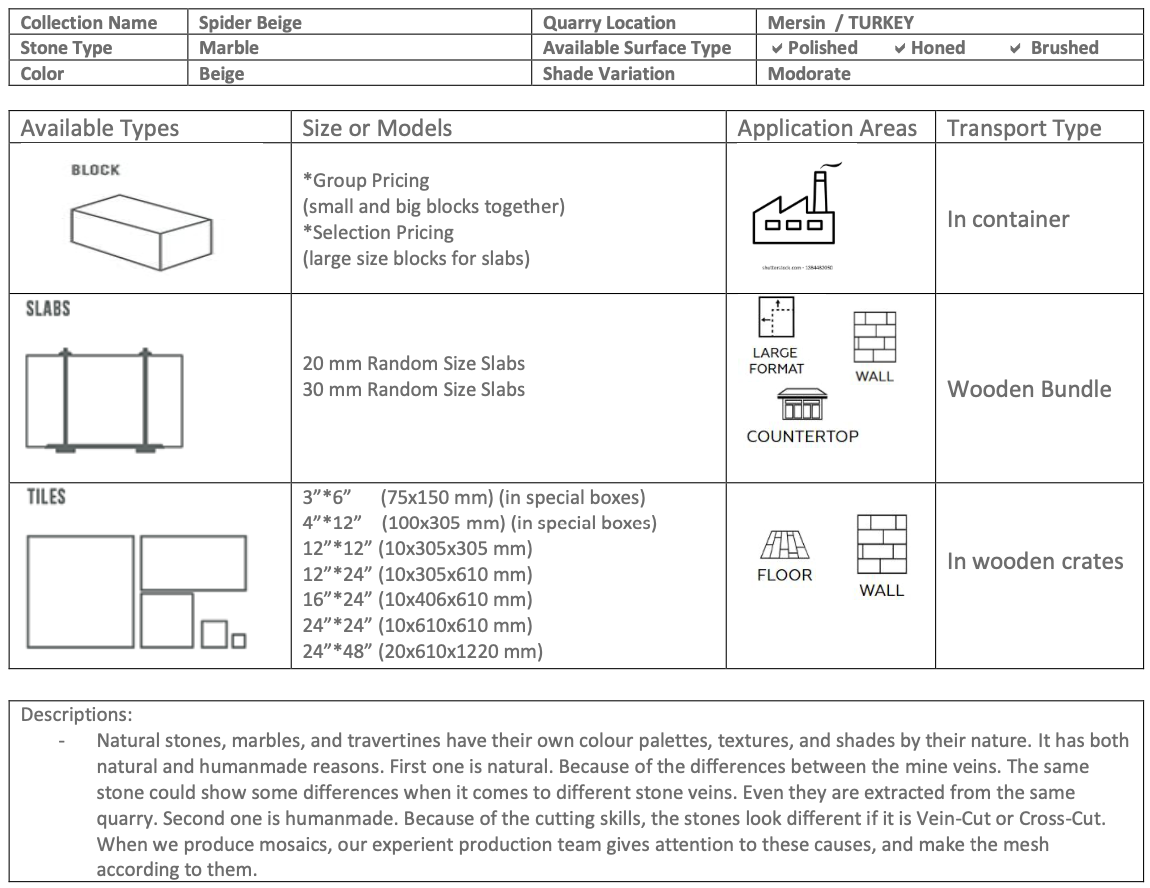 Collection Name Spider Beige Quarry Location Mersin / TURKEY
Stone Type Marble Available Surface Type ✓ Polished ✓ Honed ✓ Brushed
Color Beige Shade Variation Modorate
Available Types Size or Models Application Areas Transport Type
BLOCK
*Group Pricing
(small and big blocks together)
*Selection Pricing
(large size blocks for slabs)
In container
SLABS
20 mm Random Size Slabs
30 mm Random Size Slabs
LARGE
FORMAT
WALL
COUNTERTOP
Wooden Bundle
TILES
3”*6” (75x150 mm) (in special boxes)
4”*12” (100x305 mm) (in special boxes)
12”*12” (10x305x305 mm)
12”*24” (10x305x610 mm)
16”*24” (10x406x610 mm)
24”*24” (10x610x610 mm)
24”*48” (20x610x1220 mm)
FLOOR
WALL
In wooden crates
Descriptions:
- Natural stones, marbles, and travertines have their own colour palettes, textures, and shades by their nature. It has both
natural and humanmade reasons. First one is natural. Because of the differences between the mine veins. The same
stone could show some differences when it comes to different stone veins. Even they are extracted from the same
quarry. Second one is humanmade. Because of the cutting skills, the stones look different if it is Vein-Cut or Cross-Cut.
When we produce mosaics, our experient production team gives attention to these causes, and make the mesh
according to them.